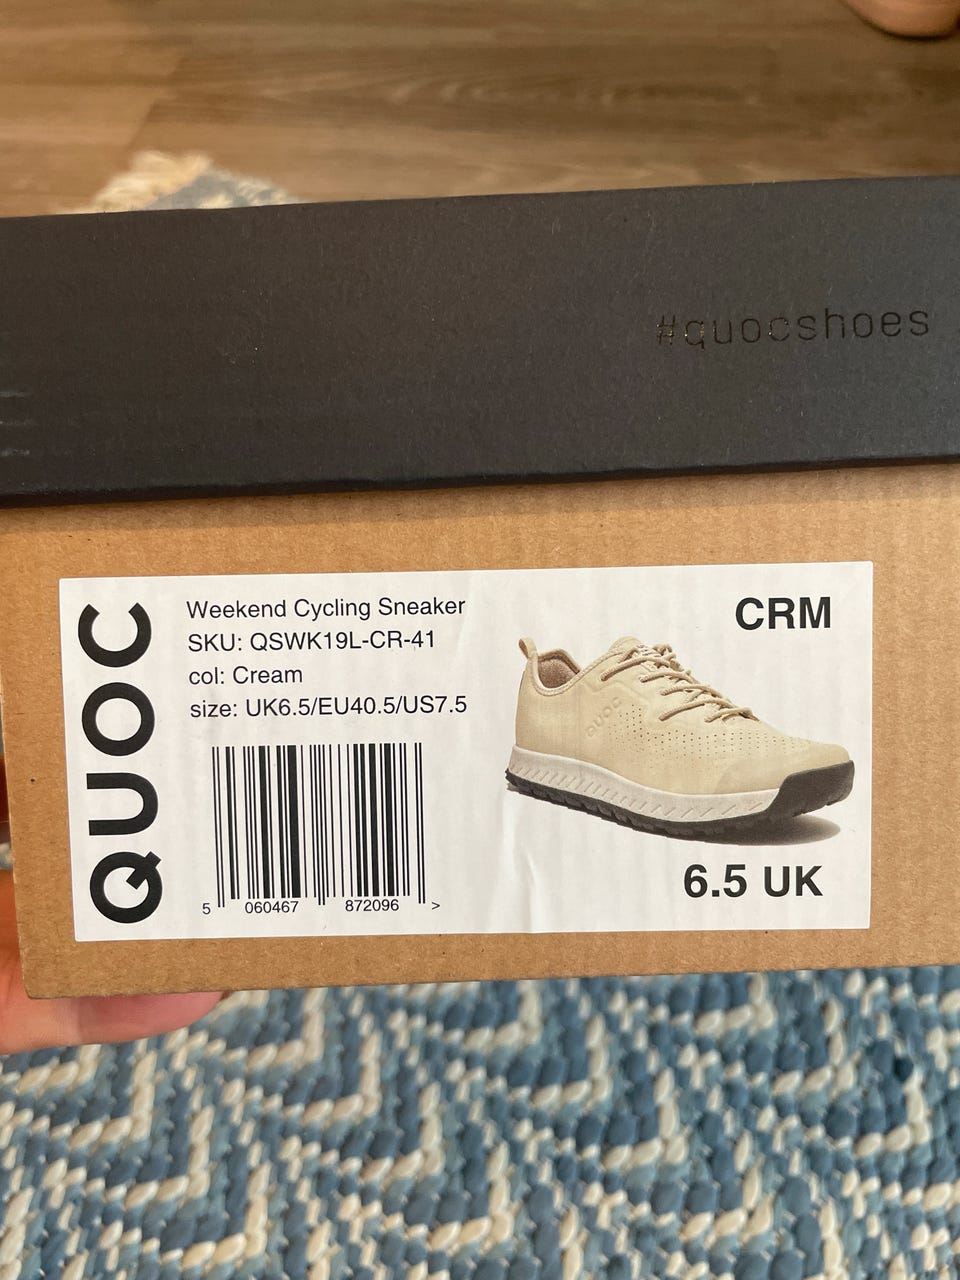 #quocshoes
QUOC
Weekend Cycling Sneaker
SKU: QSWK19L-CR-41
col: Cream
size: UK6.5/EU40.5/US7.5
5 060467 872096 >
CRM
QUOC
6.5 UK